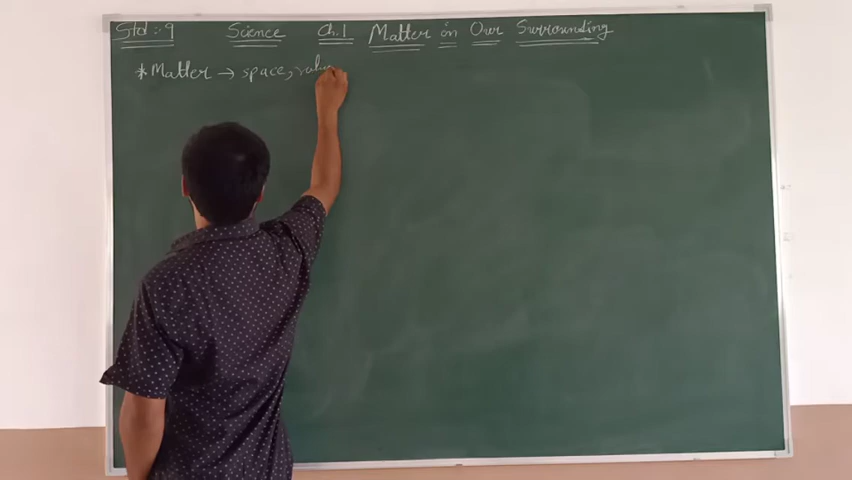 Std :- 9 Science Ch.1 Matter in Our Surrounding
*Matter → space,